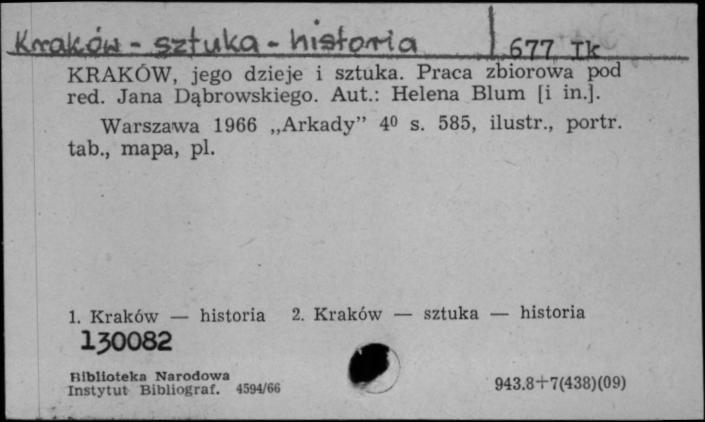 Kraków - sztuka - historia 677 Ik
KRAKÓW, jego dzieje i sztuka. Praca zbiorowa pod
red. Jana Dąbrowskiego. Aut.: Helena Blum [i in.].
Warszawa 1966 „Arkady” 4⁰ s. 585, ilustr., portr.
tab., mapa, pl.
1. Kraków — historia 2. Kraków — sztuka — historia
130082
Biblioteka Narodowa
Instytut Bibliograf. 4594/66
943.8+7(438)(09)